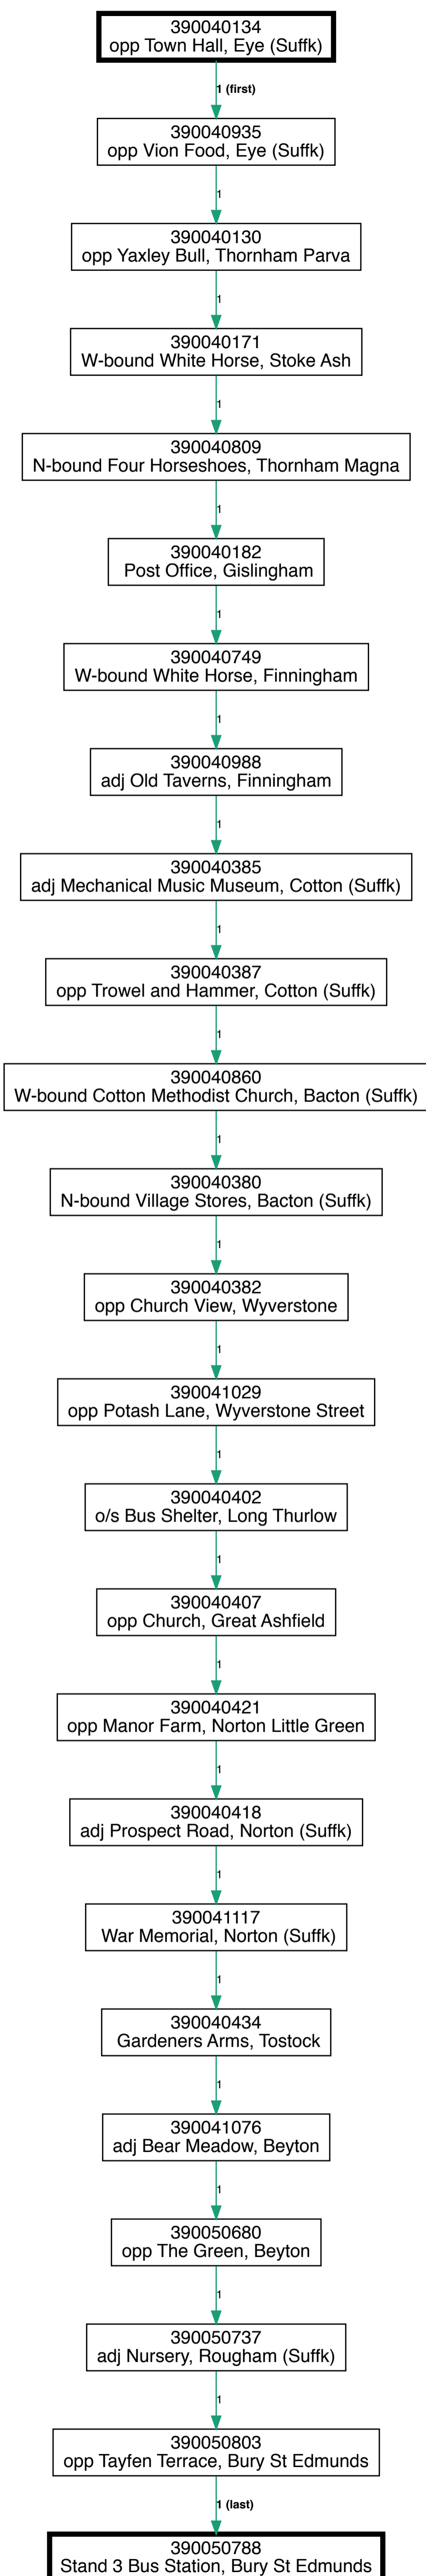 390040134
opp Town Hall, Eye (Suffk)
1 (first)
390040935
opp Vion Food, Eye (Suffk)
1
390040130
opp Yaxley Bull, Thornham Parva
1
390040171
W-bound White Horse, Stoke Ash
1
390040809
N-bound Four Horseshoes, Thornham Magna
1
390040182
Post Office, Gislingham
1
390040749
W-bound White Horse, Finningham
1
390040988
adj Old Taverns, Finningham
1
390040385
adj Mechanical Music Museum, Cotton (Suffk)
1
390040387
opp Trowel and Hammer, Cotton (Suffk)
1
390040860
W-bound Cotton Methodist Church, Bacton (Suffk)
1
390040380
N-bound Village Stores, Bacton (Suffk)
1
390040382
opp Church View, Wyverstone
1
390041029
opp Potash Lane, Wyverstone Street
1
390040402
o/s Bus Shelter, Long Thurlow
1
390040407
opp Church, Great Ashfield
1
390040421
opp Manor Farm, Norton Little Green
1
390040418
adj Prospect Road, Norton (Suffk)
1
390041117
War Memorial, Norton (Suffk)
1
390040434
Gardeners Arms, Tostock
1
390041076
adj Bear Meadow, Beyton
1
390050680
opp The Green, Beyton
1
390050737
adj Nursery, Rougham (Suffk)
1
390050803
opp Tayfen Terrace, Bury St Edmunds
1 (last)
390050788
Stand 3 Bus Station, Bury St Edmunds